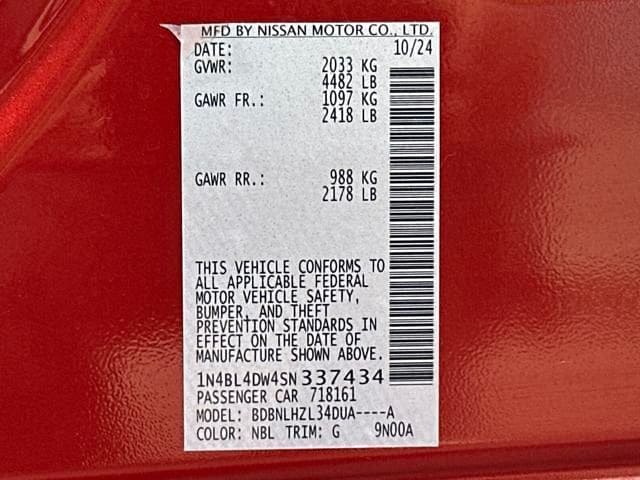 MFD BY NISSAN MOTOR CO., LTD.
DATE: 10/24
GVWR: 2033 KG
4482 LB
GAWR FR.: 1097 KG
2418 LB
GAWR RR.: 988 KG
2178 LB
THIS VEHICLE CONFORMS TO
ALL APPLICABLE FEDERAL
MOTOR VEHICLE SAFETY,
BUMPER, AND THEFT
PREVENTION STANDARDS IN
EFFECT ON THE DATE OF
MANUFACTURE SHOWN ABOVE.
1N4BL4DW4SN337434
PASSENGER CAR 718161
MODEL: BDBNLHZL34DUA----A
COLOR: NBL TRIM: G 9N00A